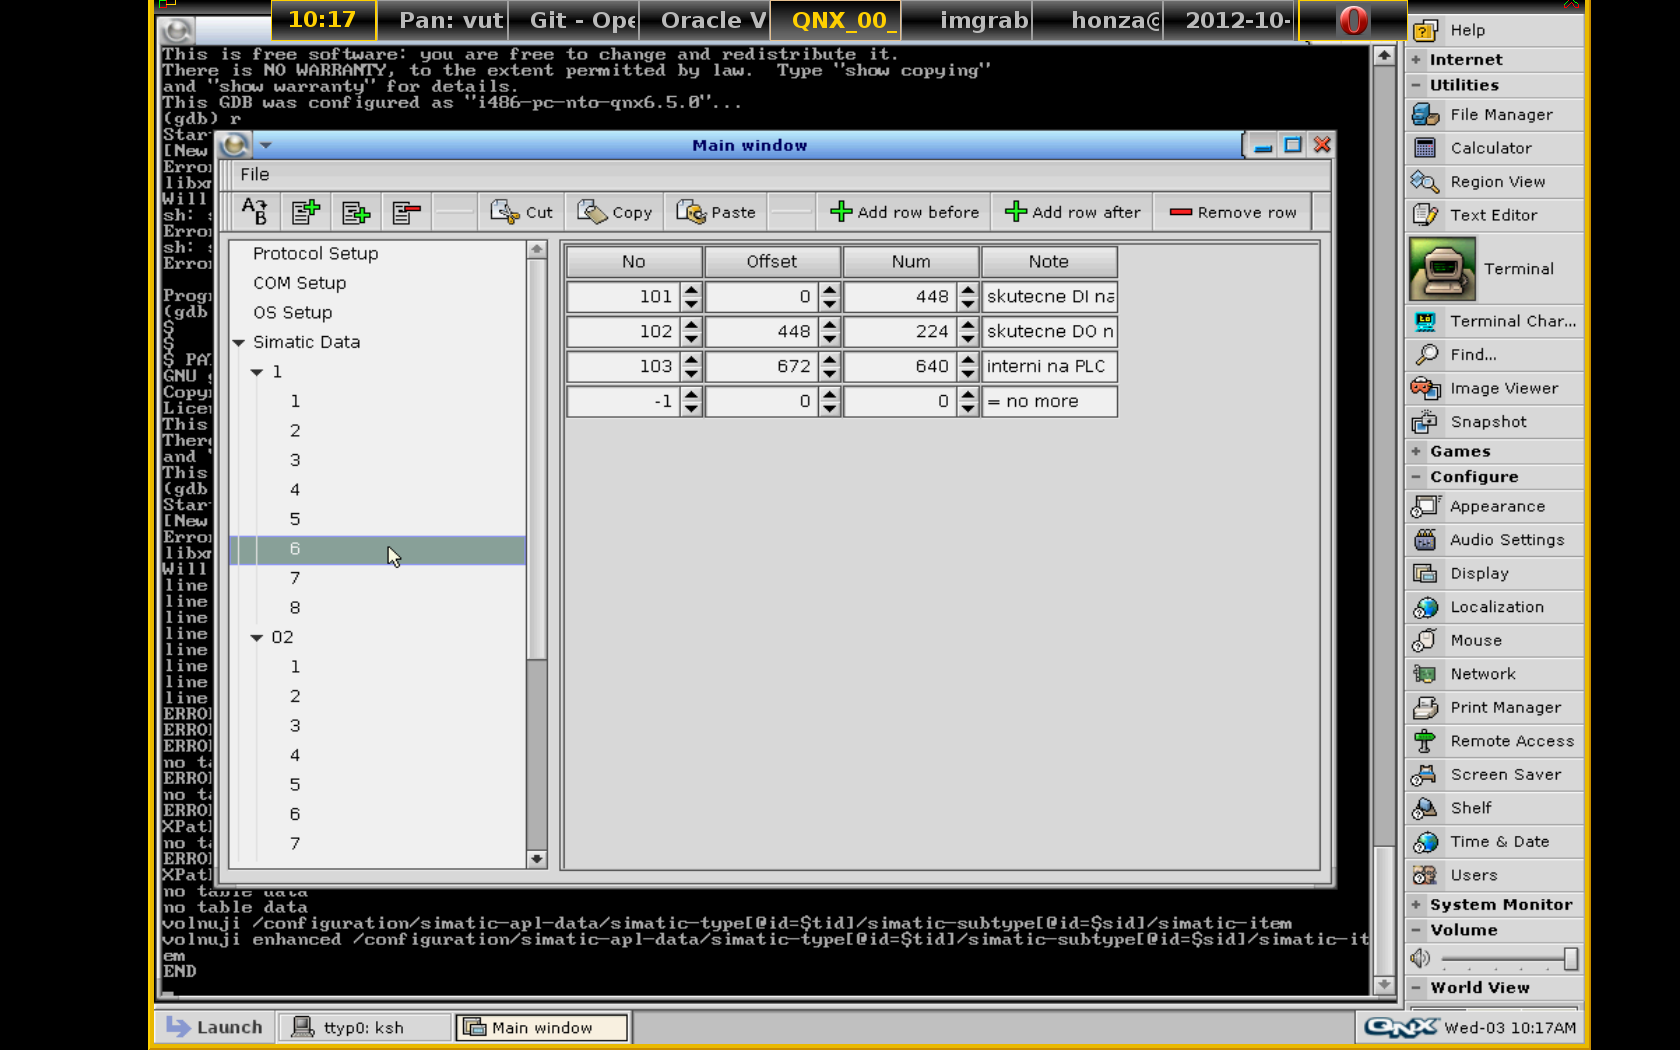 10:17 Pan: vut Git - Ope Oracle V QNX_00_ imgrab honza@ 2012-10-
This is free software: you are free to change and redistribute it.
There is NO WARRANTY, to the extent permitted by law.  Type "show copying"
and "show warranty" for details.
This GDB was configured as "i486-pc-nto-qnx6.5.0"...
(gdb) r
Star
[New
Erro
libx
Will
sh:
Erro
sh:
Erro
Prog
(gdb
$
$
$ PA
GNU
Copy
Lice
This
Ther
and
This
(gdb
Star
[New
Erro
libx
Will
line
line
line
line
line
line
line
line
ERRO
ERRO
ERRO
no t
ERRO
no t
ERRO
XPat
no t
ERRO
XPat
no table data
no table data
volnuji /configuration/simatic-apl-data/simatic-type[@id=$tid]/simatic-subtype[@id=$sid]/simatic-item
volnuji enhanced /configuration/simatic-apl-data/simatic-type[@id=$tid]/simatic-subtype[@id=$sid]/simatic-it
em
END
Main window
File
Cut Copy Paste Add row before Add row after Remove row
Protocol Setup
COM Setup
OS Setup
Simatic Data
1
1
2
3
4
5
6
7
8
02
1
2
3
4
5
6
7
No Offset Num Note
101 0 448 skutecne DI na
102 448 224 skutecne DO n
103 672 640 interni na PLC
-1 0 0 = no more
Help
+ Internet
- Utilities
File Manager
Calculator
Region View
Text Editor
Terminal
Terminal Char...
Find...
Image Viewer
Snapshot
+ Games
- Configure
Appearance
Audio Settings
Display
Localization
Mouse
Network
Print Manager
Remote Access
Screen Saver
Shelf
Time & Date
Users
+ System Monitor
- Volume
- World View
Launch ttyp0: ksh Main window QNX Wed-03 10:17AM